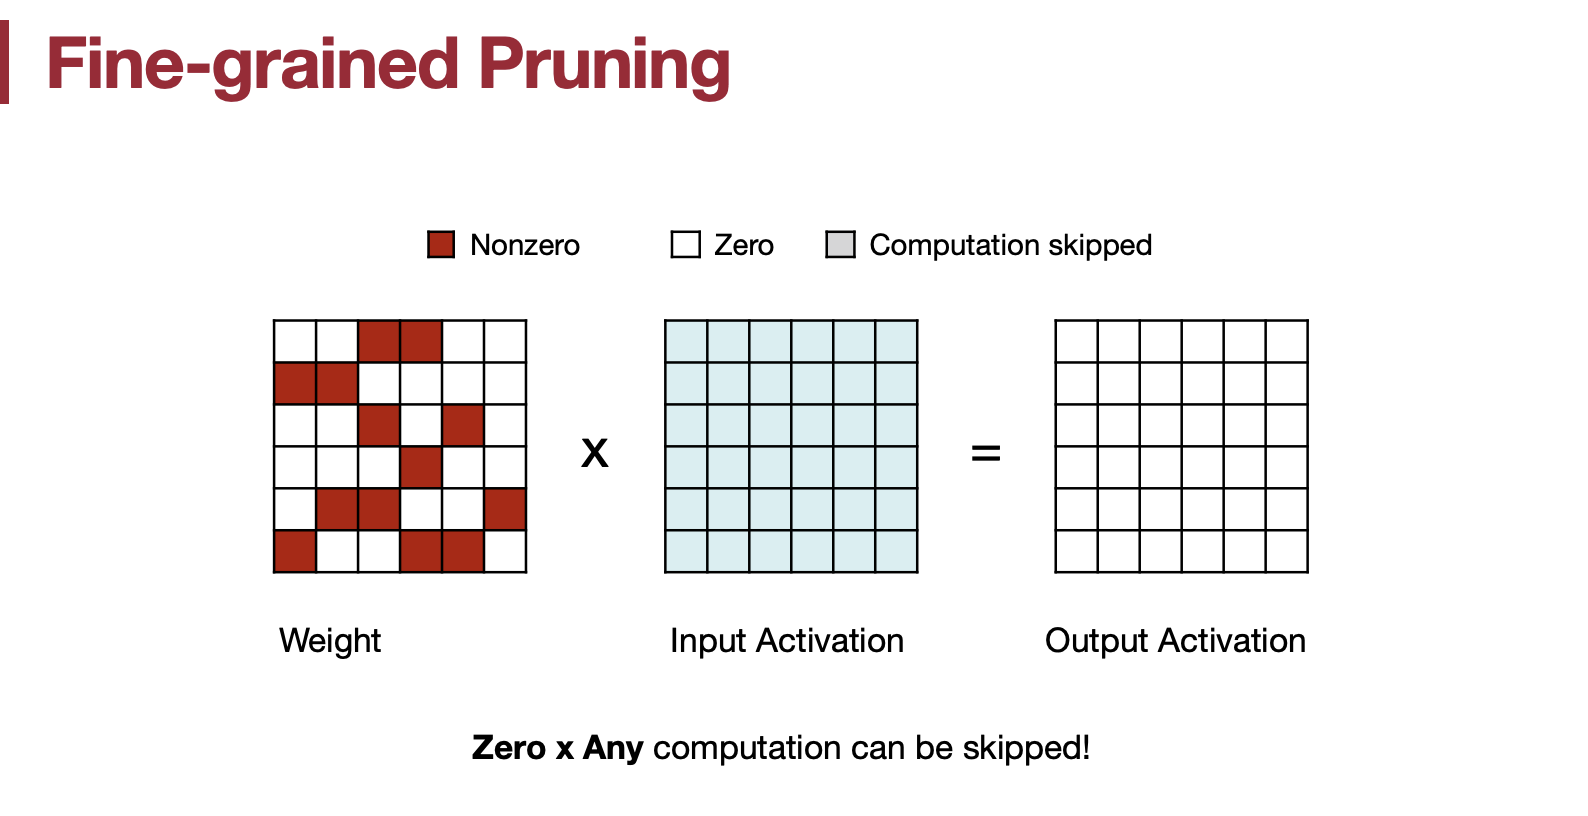 Fine-grained Pruning
Nonzero Zero Computation skipped
x =
Weight Input Activation Output Activation
Zero x Any computation can be skipped!